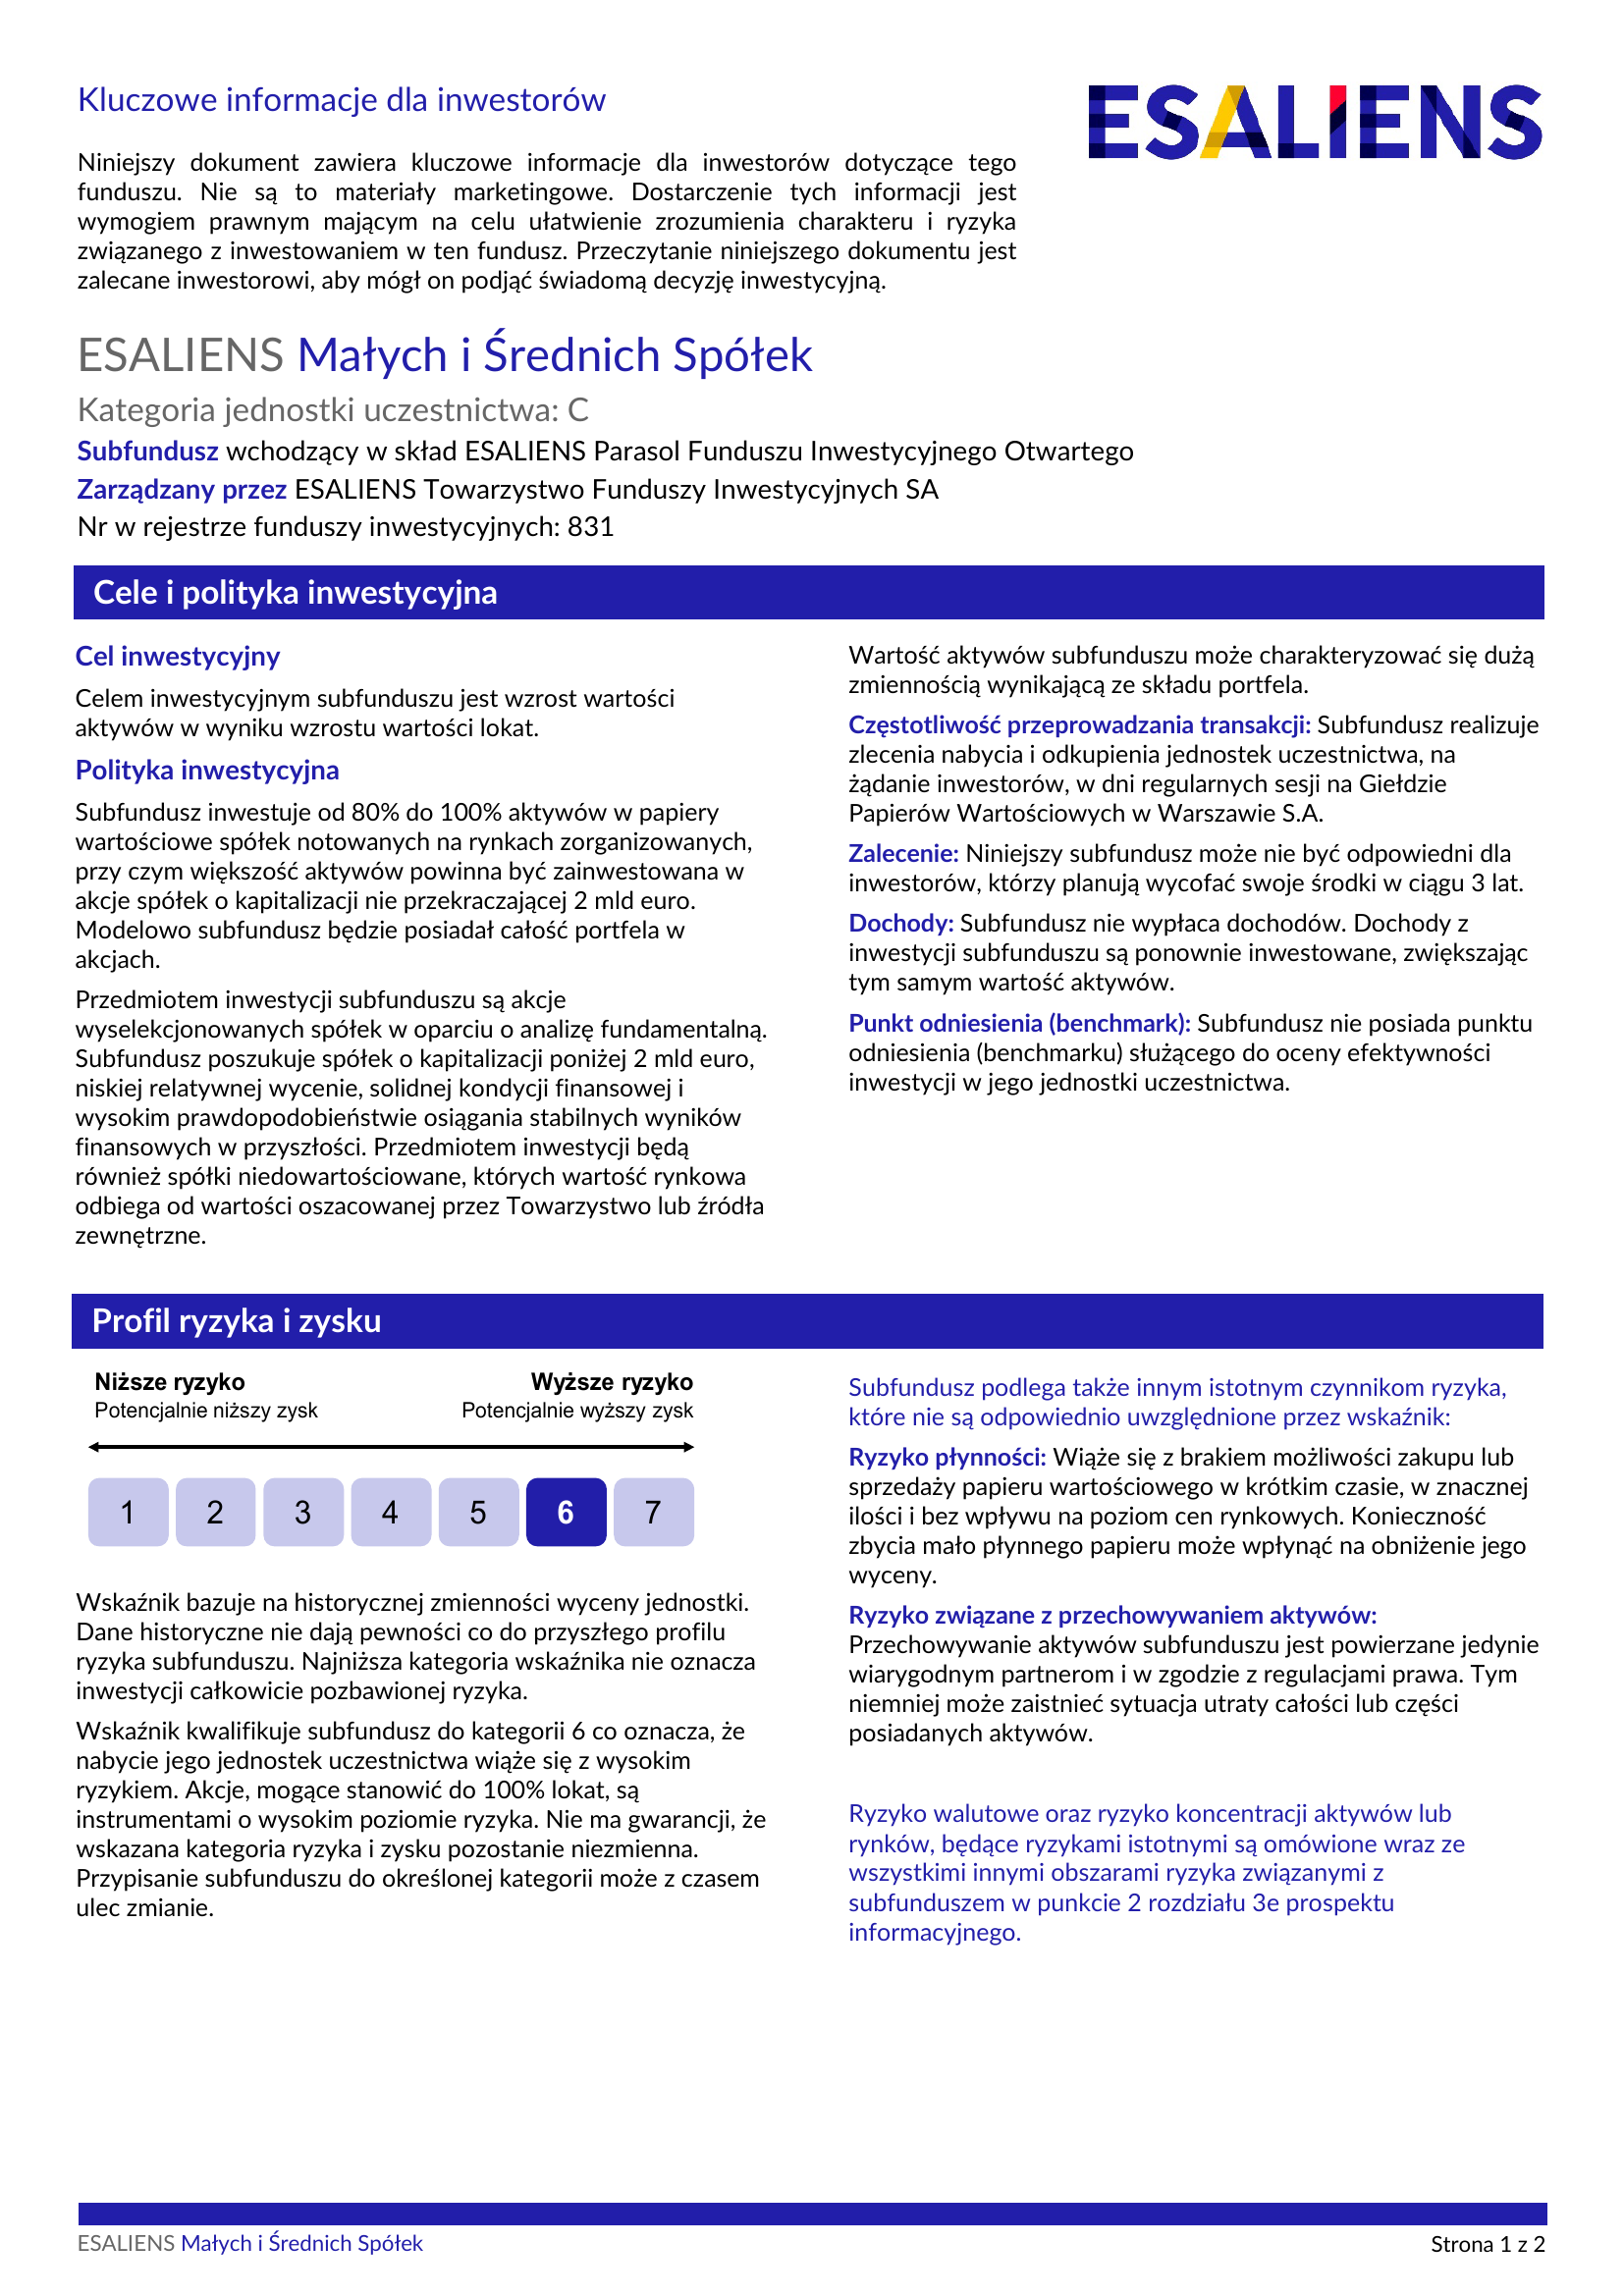 Kluczowe informacje dla inwestorów
ESALIENS
Niniejszy dokument zawiera kluczowe informacje dla inwestorów dotyczące tego
funduszu. Nie są to materiały marketingowe. Dostarczenie tych informacji jest
wymogiem prawnym mającym na celu ułatwienie zrozumienia charakteru i ryzyka
związanego z inwestowaniem w ten fundusz. Przeczytanie niniejszego dokumentu jest
zalecane inwestorowi, aby mógł on podjąć świadomą decyzję inwestycyjną.
ESALIENS Małych i Średnich Spółek
Kategoria jednostki uczestnictwa: C
Subfundusz wchodzący w skład ESALIENS Parasol Funduszu Inwestycyjnego Otwartego
Zarządzany przez ESALIENS Towarzystwo Funduszy Inwestycyjnych SA
Nr w rejestrze funduszy inwestycyjnych: 831
Cele i polityka inwestycyjna
Cel inwestycyjny
Celem inwestycyjnym subfunduszu jest wzrost wartości
aktywów w wyniku wzrostu wartości lokat.
Polityka inwestycyjna
Subfundusz inwestuje od 80% do 100% aktywów w papiery
wartościowe spółek notowanych na rynkach zorganizowanych,
przy czym większość aktywów powinna być zainwestowana w
akcje spółek o kapitalizacji nie przekraczającej 2 mld euro.
Modelowo subfundusz będzie posiadał całość portfela w
akcjach.
Przedmiotem inwestycji subfunduszu są akcje
wyselekcjonowanych spółek w oparciu o analizę fundamentalną.
Subfundusz poszukuje spółek o kapitalizacji poniżej 2 mld euro,
niskiej relatywnej wycenie, solidnej kondycji finansowej i
wysokim prawdopodobieństwie osiągania stabilnych wyników
finansowych w przyszłości. Przedmiotem inwestycji będą
również spółki niedowartościowane, których wartość rynkowa
odbiega od wartości oszacowanej przez Towarzystwo lub źródła
zewnętrzne.
Wartość aktywów subfunduszu może charakteryzować się dużą
zmiennością wynikającą ze składu portfela.
Częstotliwość przeprowadzania transakcji: Subfundusz realizuje
zlecenia nabycia i odkupienia jednostek uczestnictwa, na
żądanie inwestorów, w dni regularnych sesji na Giełdzie
Papierów Wartościowych w Warszawie S.A.
Zalecenie: Niniejszy subfundusz może nie być odpowiedni dla
inwestorów, którzy planują wycofać swoje środki w ciągu 3 lat.
Dochody: Subfundusz nie wypłaca dochodów. Dochody z
inwestycji subfunduszu są ponownie inwestowane, zwiększając
tym samym wartość aktywów.
Punkt odniesienia (benchmark): Subfundusz nie posiada punktu
odniesienia (benchmarku) służącego do oceny efektywności
inwestycji w jego jednostki uczestnictwa.
Profil ryzyka i zysku
Niższe ryzyko Wyższe ryzyko
Potencjalnie niższy zysk Potencjalnie wyższy zysk
1 2 3 4 5 6 7
Wskaźnik bazuje na historycznej zmienności wyceny jednostki.
Dane historyczne nie dają pewności co do przyszłego profilu
ryzyka subfunduszu. Najniższa kategoria wskaźnika nie oznacza
inwestycji całkowicie pozbawionej ryzyka.
Wskaźnik kwalifikuje subfundusz do kategorii 6 co oznacza, że
nabycie jego jednostek uczestnictwa wiąże się z wysokim
ryzykiem. Akcje, mogące stanowić do 100% lokat, są
instrumentami o wysokim poziomie ryzyka. Nie ma gwarancji, że
wskazana kategoria ryzyka i zysku pozostanie niezmienna.
Przypisanie subfunduszu do określonej kategorii może z czasem
ulec zmianie.
Subfundusz podlega także innym istotnym czynnikom ryzyka,
które nie są odpowiednio uwzględnione przez wskaźnik:
Ryzyko płynności: Wiąże się z brakiem możliwości zakupu lub
sprzedaży papieru wartościowego w krótkim czasie, w znacznej
ilości i bez wpływu na poziom cen rynkowych. Konieczność
zbycia mało płynnego papieru może wpłynąć na obniżenie jego
wyceny.
Ryzyko związane z przechowywaniem aktywów:
Przechowywanie aktywów subfunduszu jest powierzane jedynie
wiarygodnym partnerom i w zgodzie z regulacjami prawa. Tym
niemniej może zaistnieć sytuacja utraty całości lub części
posiadanych aktywów.
Ryzyko walutowe oraz ryzyko koncentracji aktywów lub
rynków, będące ryzykami istotnymi są omówione wraz ze
wszystkimi innymi obszarami ryzyka związanymi z
subfunduszem w punkcie 2 rozdziału 3e prospektu
informacyjnego.
ESALIENS Małych i Średnich Spółek
Strona 1 z 2